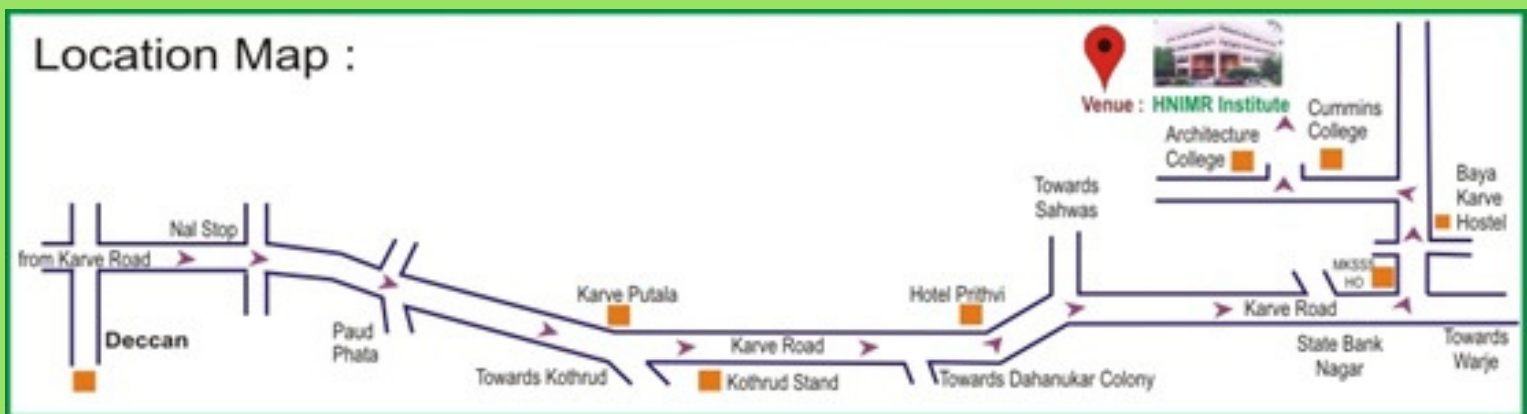 Location Map :
Venue : HNIMR Institute
Architecture
College
Cummins
College
Baya
Karve
Hostel
Towards
Sahwas
Nal Stop
from Karve Road
Deccan
Paud
Phata
Karve Putala
Towards Kothrud
Karve Road
Kothrud Stand
Hotel Prithvi
Towards Dahanukar Colony
MKSSS
HO
Karve Road
State Bank
Nagar
Towards
Warje